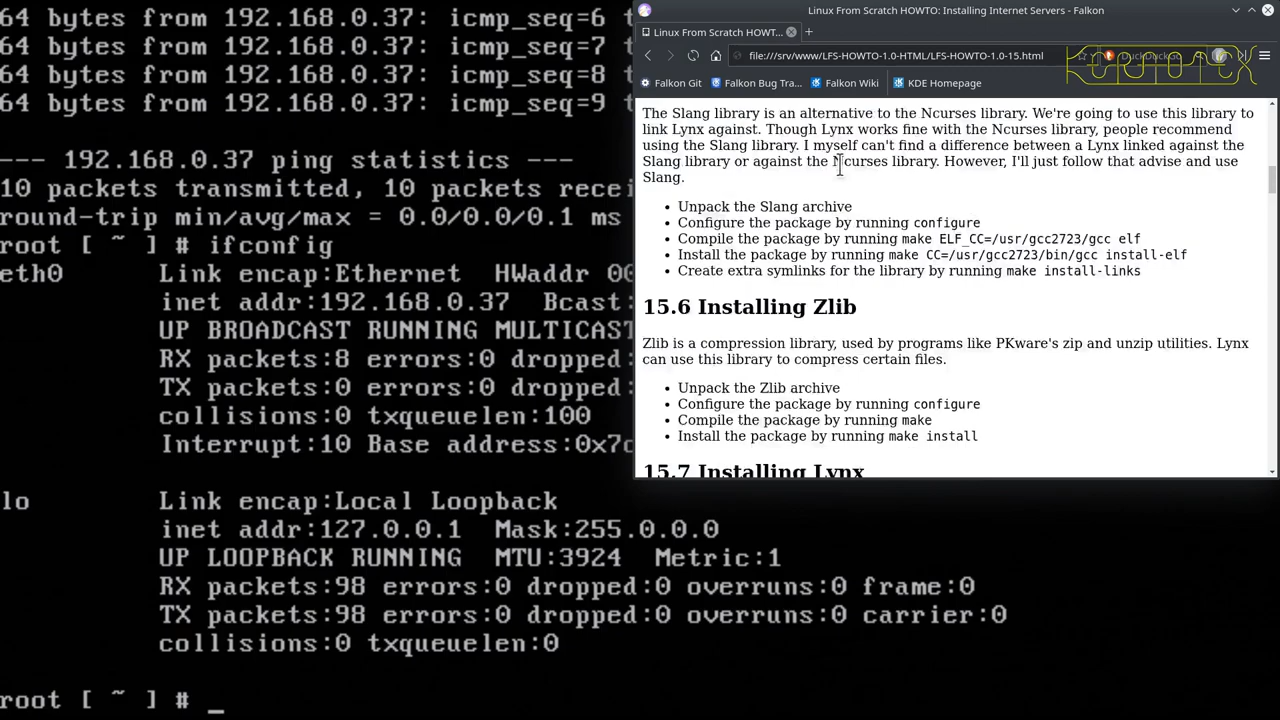 64 bytes from 192.168.0.37: icmp_seq=6 t
64 bytes from 192.168.0.37: icmp_seq=7 t
64 bytes from 192.168.0.37: icmp_seq=8 t
64 bytes from 192.168.0.37: icmp_seq=9 t
--- 192.168.0.37 ping statistics ---
10 packets transmitted, 10 packets recei
round-trip min/avg/max = 0.0/0.0/0.1 ms
root [ ~ ] # ifconfig
eth0 Link encap:Ethernet HWaddr 00
inet addr:192.168.0.37 Bcast:
UP BROADCAST RUNNING MULTICAST
RX packets:8 errors:0 dropped:
TX packets:0 errors:0 dropped:
collisions:0 txqueuelen:100
Interrupt:10 Base address:0x7c
lo Link encap:Local Loopback
inet addr:127.0.0.1 Mask:255.0.0.0
UP LOOPBACK RUNNING MTU:3924 Metric:1
RX packets:98 errors:0 dropped:0 overruns:0 frame:0
TX packets:98 errors:0 dropped:0 overruns:0 carrier:0
collisions:0 txqueuelen:0
root [ ~ ] # _
Linux From Scratch HOWTO: Installing Internet Servers - Falkon
Linux From Scratch HOWT...
file:///srv/www/LFS-HOWTO-1.0-HTML/LFS-HOWTO-1.0-15.html
Falkon Git Falkon Bug Tra... Falkon Wiki KDE Homepage
The Slang library is an alternative to the Ncurses library. We're going to use this library to
link Lynx against. Though Lynx works fine with the Ncurses library, people recommend
using the Slang library. I myself can't find a difference between a Lynx linked against the
Slang library or against the Ncurses library. However, I'll just follow that advise and use
Slang.
• Unpack the Slang archive
• Configure the package by running configure
• Compile the package by running make ELF_CC=/usr/gcc2723/gcc elf
• Install the package by running make CC=/usr/gcc2723/bin/gcc install-elf
• Create extra symlinks for the library by running make install-links
15.6 Installing Zlib
Zlib is a compression library, used by programs like PKware's zip and unzip utilities. Lynx
can use this library to compress certain files.
• Unpack the Zlib archive
• Configure the package by running configure
• Compile the package by running make
• Install the package by running make install
15.7 Installing Lynx